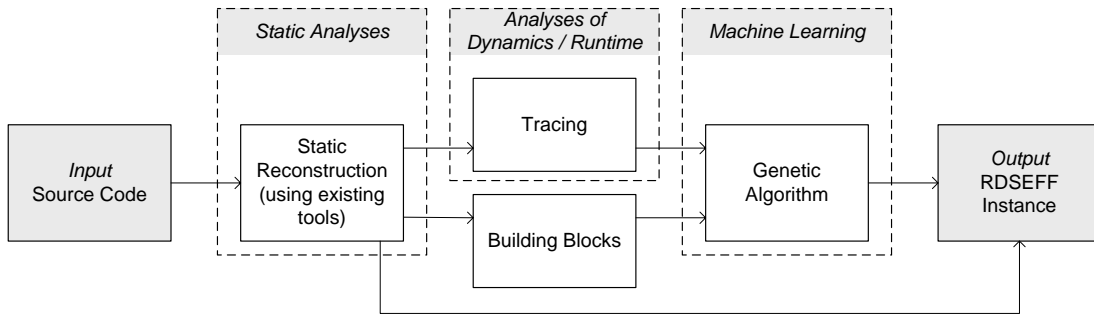 Static Analyses
Analyses of
Dynamics / Runtime
Machine Learning
Input
Source Code
Static
Reconstruction
(using existing
tools)
Tracing
Building Blocks
Genetic
Algorithm
Output
RDSEFF
Instance